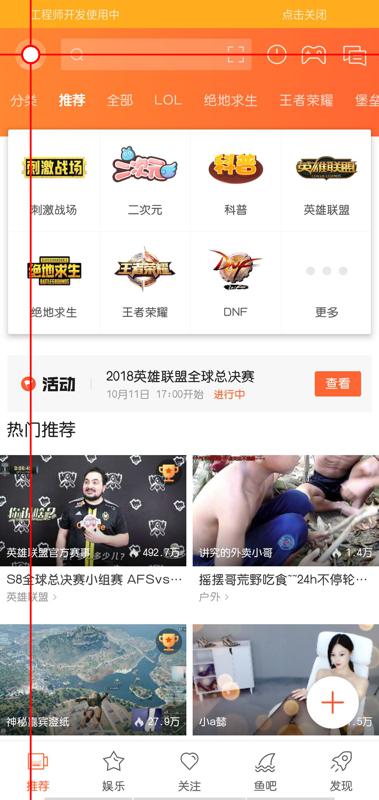 工程师开发使用中 点击关闭
分类 推荐 全部 LOL 绝地求生 王者荣耀 堡垒
刺激战场 二次元 科普 英雄联盟
刺激战场 二次元 科普 英雄联盟
绝地求生 王者荣耀 DNF
绝地求生 王者荣耀 DNF 更多
活动
2018英雄联盟全球总决赛
10月11日 17:00开始 进行中
查看
热门推荐
英雄联盟官方赛事 492.7万
讲究的外卖小哥 1.4万
S8全球总决赛小组赛 AFSvs…
摇摆哥荒野吃食~~24h不停轮…
英雄联盟 >
户外 >
神秘嘉宾澄纸 27.9万
小a懿 7.5万
推荐 娱乐 关注 鱼吧 发现